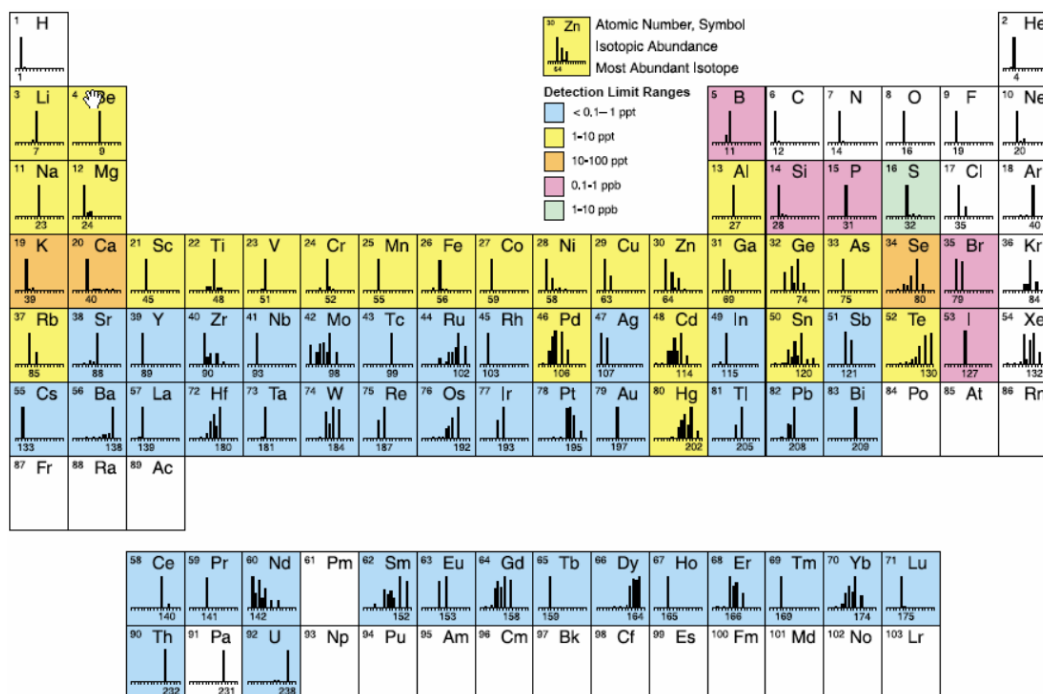 1 H
1
30 Zn
64
Atomic Number, Symbol
Isotopic Abundance
Most Abundant Isotope
2 He
4
3 Li
7
4 Be
9
Detection Limit Ranges
< 0.1–1 ppt
1-10 ppt
10-100 ppt
0.1-1 ppb
1-10 ppb
5 B
11
6 C
12
7 N
14
8 O
16
9 F
19
10 Ne
20
11 Na
23
12 Mg
24
13 Al
27
14 Si
28
15 P
31
16 S
32
17 Cl
35
18 Ar
40
19 K
39
20 Ca
40
21 Sc
45
22 Ti
48
23 V
51
24 Cr
52
25 Mn
55
26 Fe
56
27 Co
59
28 Ni
58
29 Cu
63
30 Zn
64
31 Ga
69
32 Ge
74
33 As
75
34 Se
80
35 Br
79
36 Kr
84
37 Rb
85
38 Sr
88
39 Y
89
40 Zr
90
41 Nb
93
42 Mo
98
43 Tc
99
44 Ru
102
45 Rh
103
46 Pd
106
47 Ag
107
48 Cd
114
49 In
115
50 Sn
120
51 Sb
121
52 Te
130
53 I
127
54 Xe
132
55 Cs
133
56 Ba
138
57 La
139
72 Hf
180
73 Ta
181
74 W
184
75 Re
187
76 Os
192
77 Ir
193
78 Pt
195
79 Au
197
80 Hg
202
81 Tl
205
82 Pb
208
83 Bi
209
84 Po
85 At
86 Rn
87 Fr
88 Ra
89 Ac
58 Ce
140
59 Pr
141
60 Nd
142
61 Pm
62 Sm
152
63 Eu
153
64 Gd
158
65 Tb
159
66 Dy
164
67 Ho
165
68 Er
166
69 Tm
169
70 Yb
174
71 Lu
175
90 Th
232
91 Pa
231
92 U
238
93 Np
94 Pu
95 Am
96 Cm
97 Bk
98 Cf
99 Es
100 Fm
101 Md
102 No
103 Lr